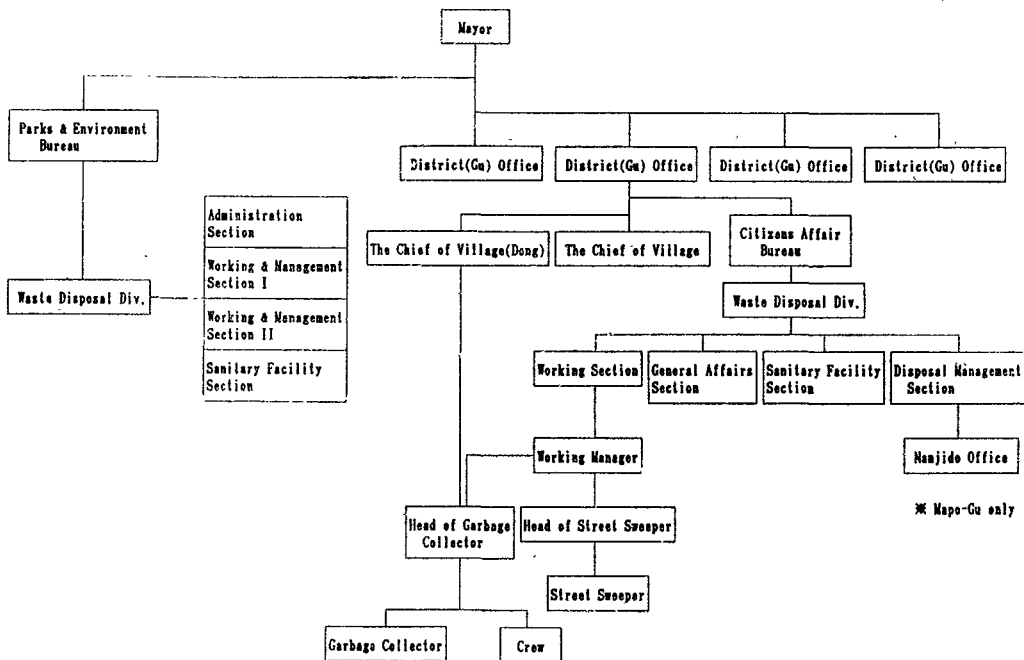 Mayor
Parks & Environment
Bureau
District(Gu) Office
District(Gu) Office
District(Gu) Office
District(Gu) Office
Administration
Section
Working & Management
Section I
Working & Management
Section II
Sanitary Facility
Section
Waste Disposal Div.
The Chief of Village(Dong)
The Chief of Village
Citizens Affair
Bureau
Waste Disposal Div.
Working Section
General Affairs
Section
Sanitary Facility
Section
Disposal Management
Section
Working Manager
Nanjido Office
※ Mapo-Gu only
Head of Garbage
Collector
Head of Street Sweeper
Street Sweeper
Garbage Collector
Crew